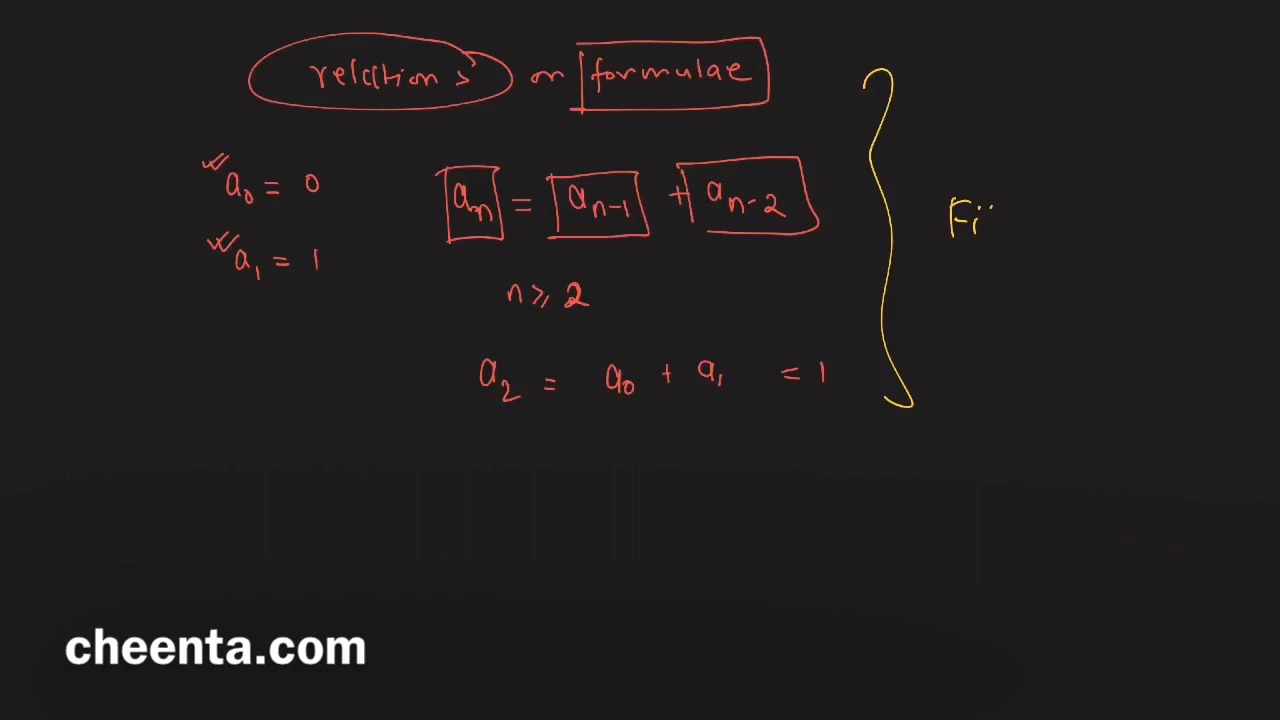 relations or formulae
a₀ = 0
aₙ = aₙ₋₁ + aₙ₋₂
a₁ = 1
n ⩾ 2
a₂ = a₀ + a₁ = 1
Fi
cheenta.com